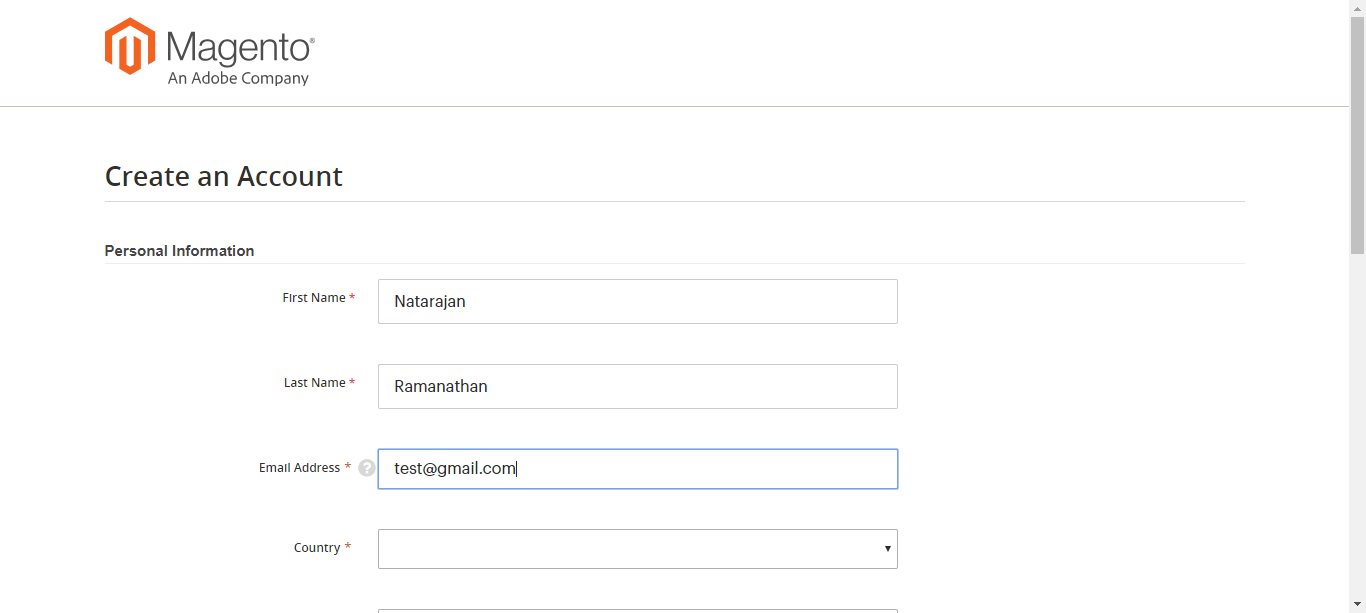 Magento®
An Adobe Company
Create an Account
Personal Information
First Name *
Natarajan
Last Name *
Ramanathan
Email Address * ?
test@gmail.com
Country *